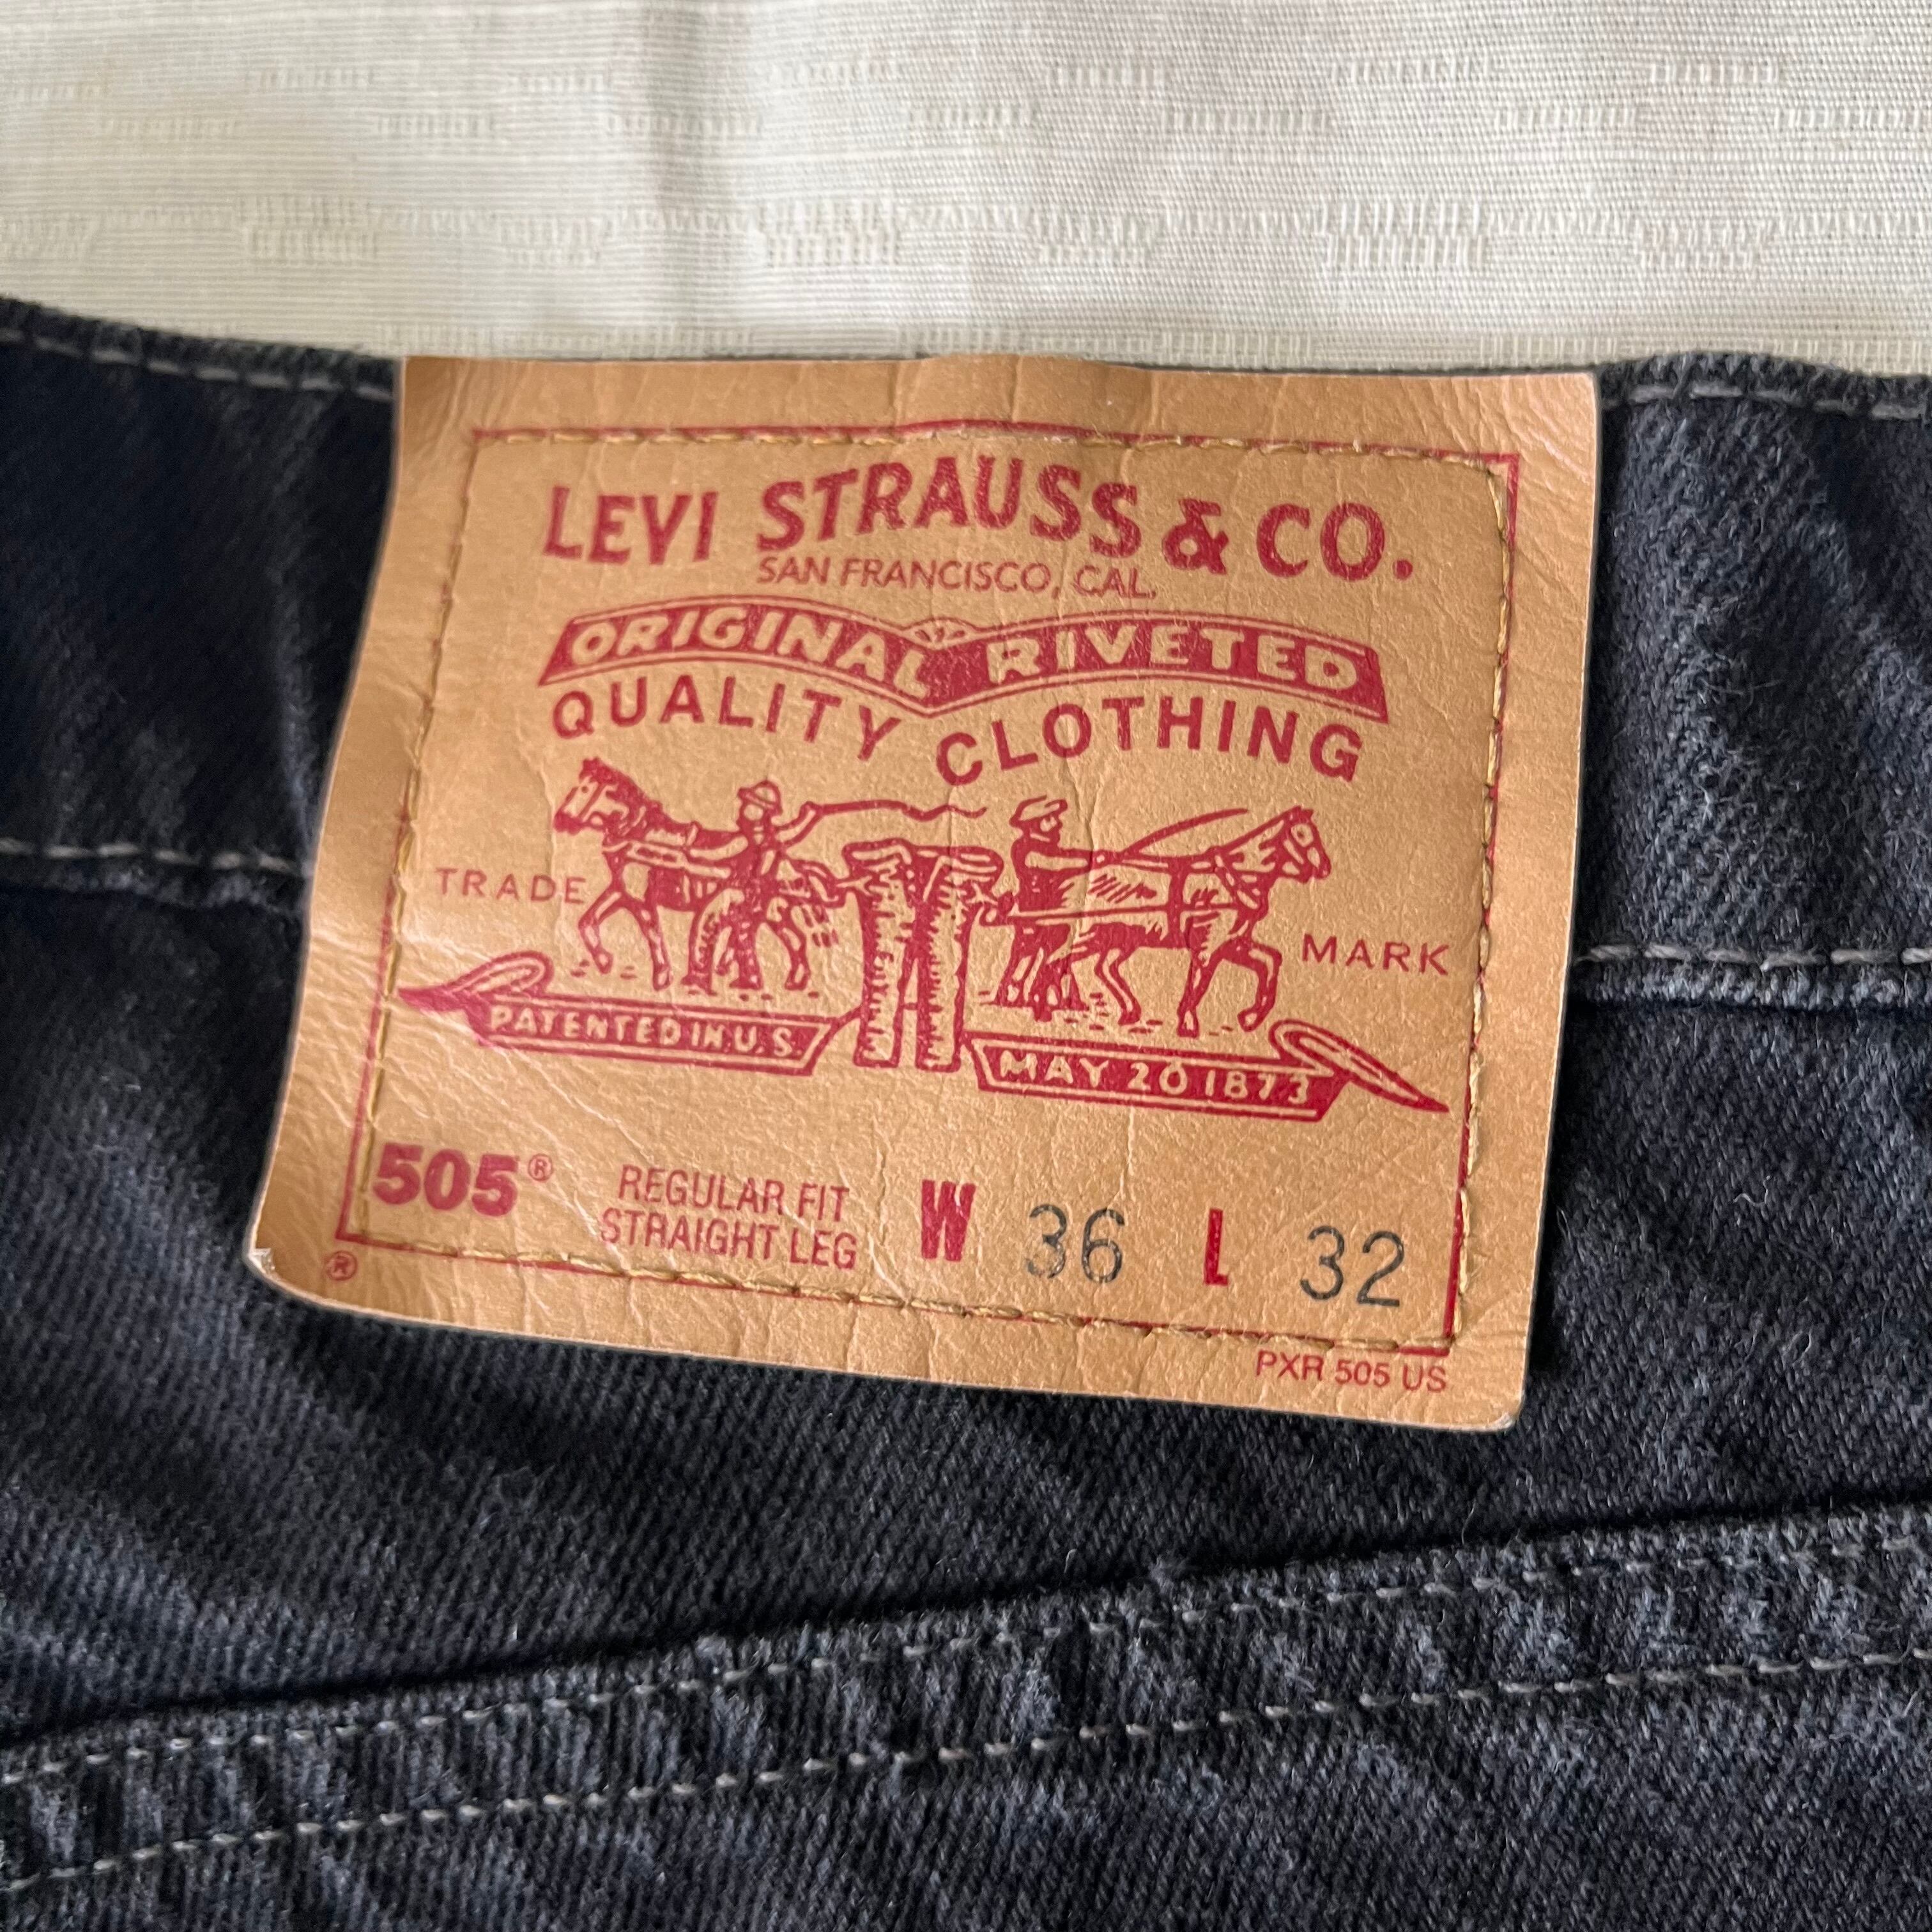 LEVI STRAUSS & CO.
SAN FRANCISCO, CAL.
ORIGINAL RIVETED
QUALITY CLOTHING
TRADE MARK
PATENTED IN U.S. MAY 20 1873
505® REGULAR FIT
STRAIGHT LEG
W 36 L 32
®
PXR 505 US